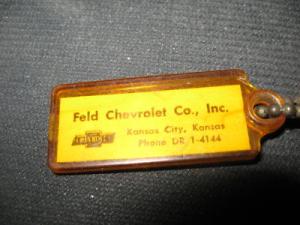 Feld Chevrolet Co., Inc.
CHEVROLET
Kansas City, Kansas
Phone DR 1-4144